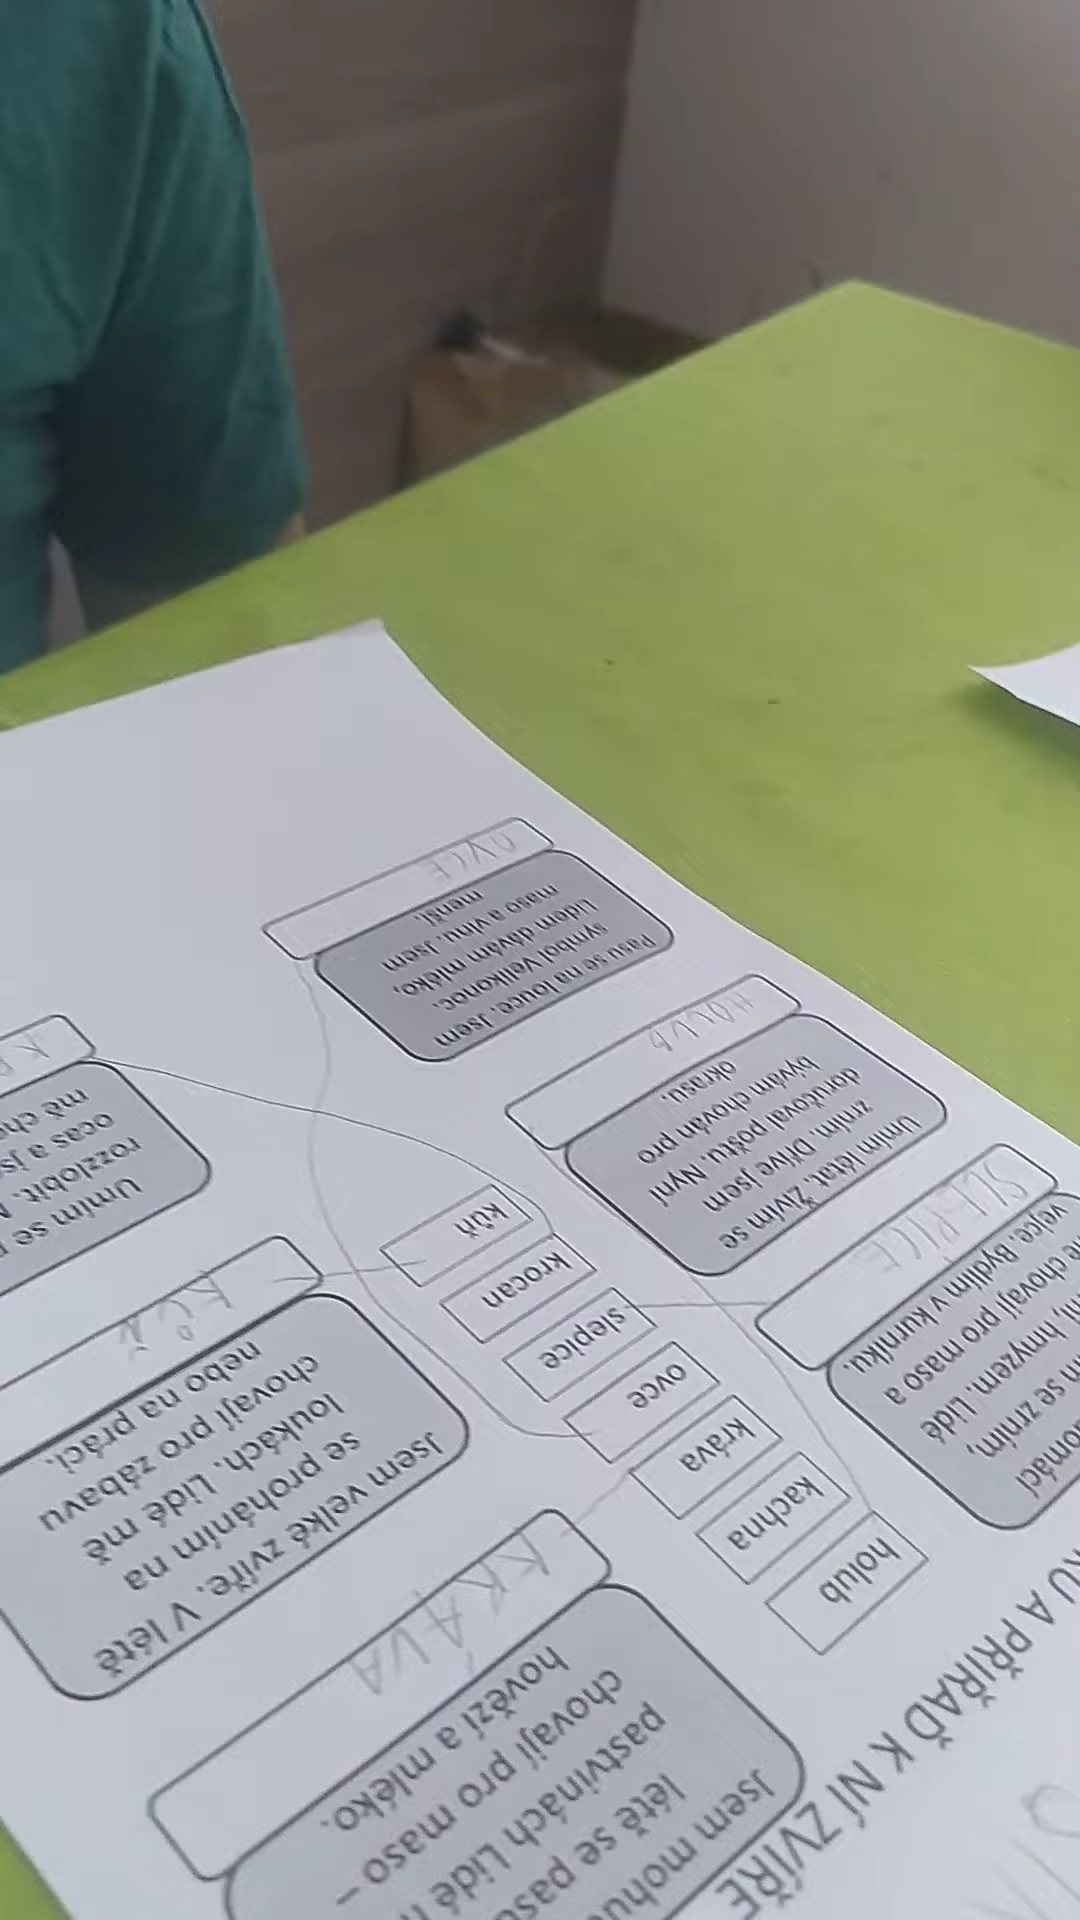 RU A PŘIŘAĎ K NÍ ZVÍŘE
Jsem
létě se
pastvinách Lidé
chovají pro maso –
hovězí a mléko.
KRÁVA
Jsem velké zvíře. V létě
se proháním na
loukách. Lidé mě
chovají pro zábavu
nebo na práci.
KŮŇ
Umím se
rozzlobit.
ocas a
mě
holub
kachna
kráva
ovce
slepice
krocan
kůň
se zrním,
hmyzem. Lidé
chovají pro maso a
vejce. Bydlím v kurníku.
SLEPICE
Umím létat. Živím se
zrním. Dříve jsem
doručoval poštu. Nyní
bývám chován pro
okrasu.
HOLUB
Pasu se na louce. Jsem
symbol Velikonoc.
Lidem dávám mléko,
maso a vlnu. Jsem
menší.
OVCE